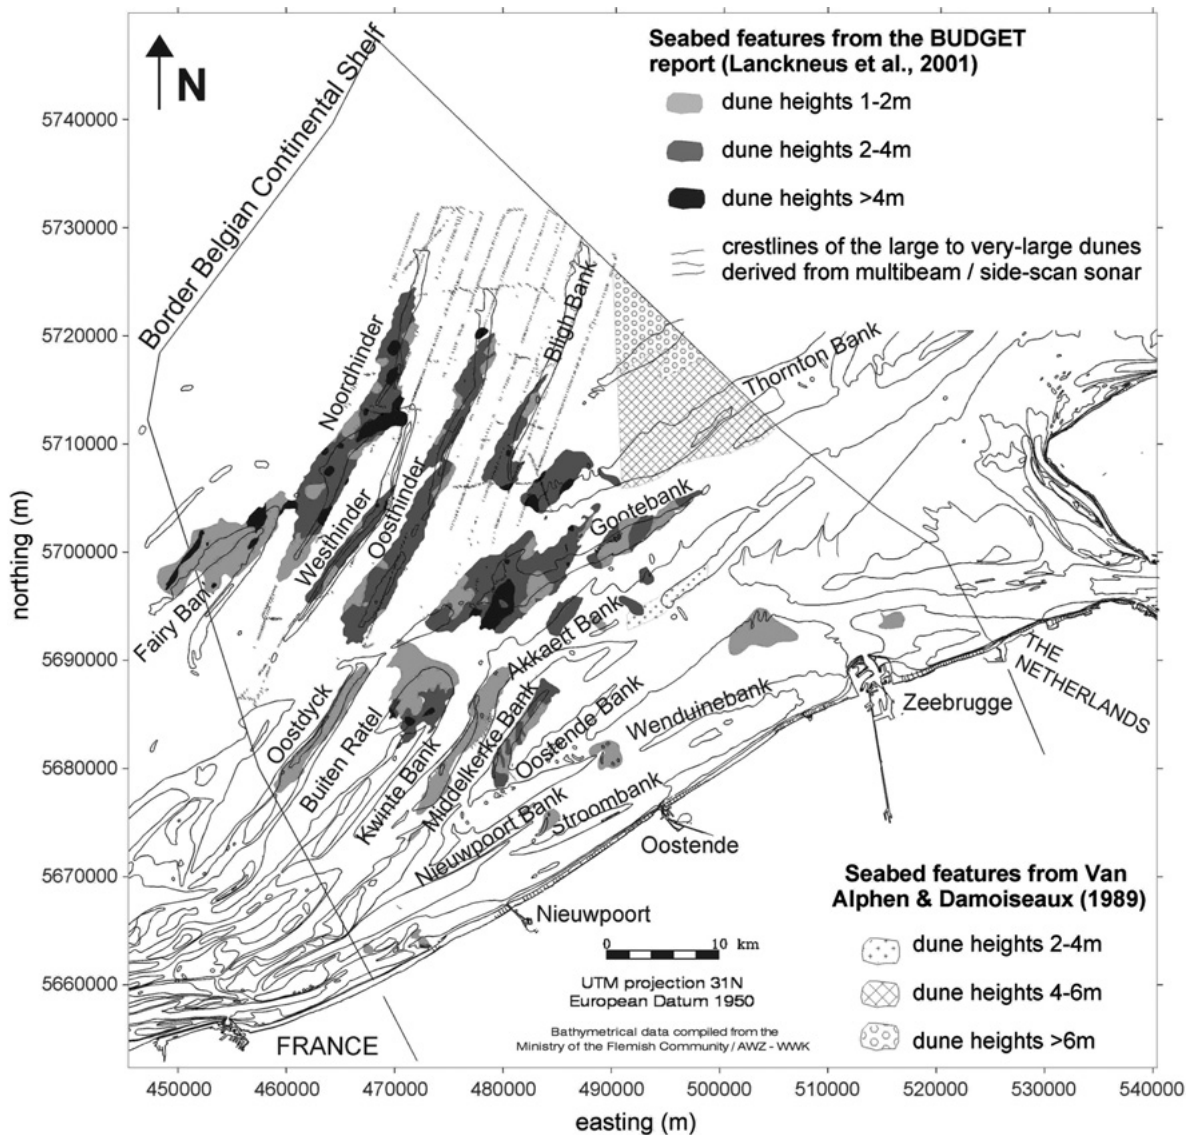 Border Belgian Continental Shelf
N
Seabed features from the BUDGET
report (Lanckneus et al., 2001)
dune heights 1-2m
dune heights 2-4m
dune heights >4m
crestlines of the large to very-large dunes
derived from multibeam / side-scan sonar
5740000
5730000
5720000
5710000
5700000
5690000
5680000
5670000
5660000
northing (m)
Noordhinder
Bligh Bank
Thornton Bank
Westhinder
Oosthinder
Gootebank
Fairy Ban
Akkaert Bank
Oostdyck
Buiten Ratel
Kwinte Bank
Middelkerke Bank
Oostende Bank
Wenduinebank
Nieuwpoort Bank
Stroombank
THE
NETHERLANDS
Zeebrugge
Oostende
Nieuwpoort
FRANCE
0 10 km
UTM projection 31N
European Datum 1950
Bathymetrical data compiled from the
Ministry of the Flemish Community / AWZ - WWK
Seabed features from Van
Alphen & Damoiseaux (1989)
dune heights 2-4m
dune heights 4-6m
dune heights >6m
450000 460000 470000 480000 490000 500000 510000 520000 530000 540000
easting (m)